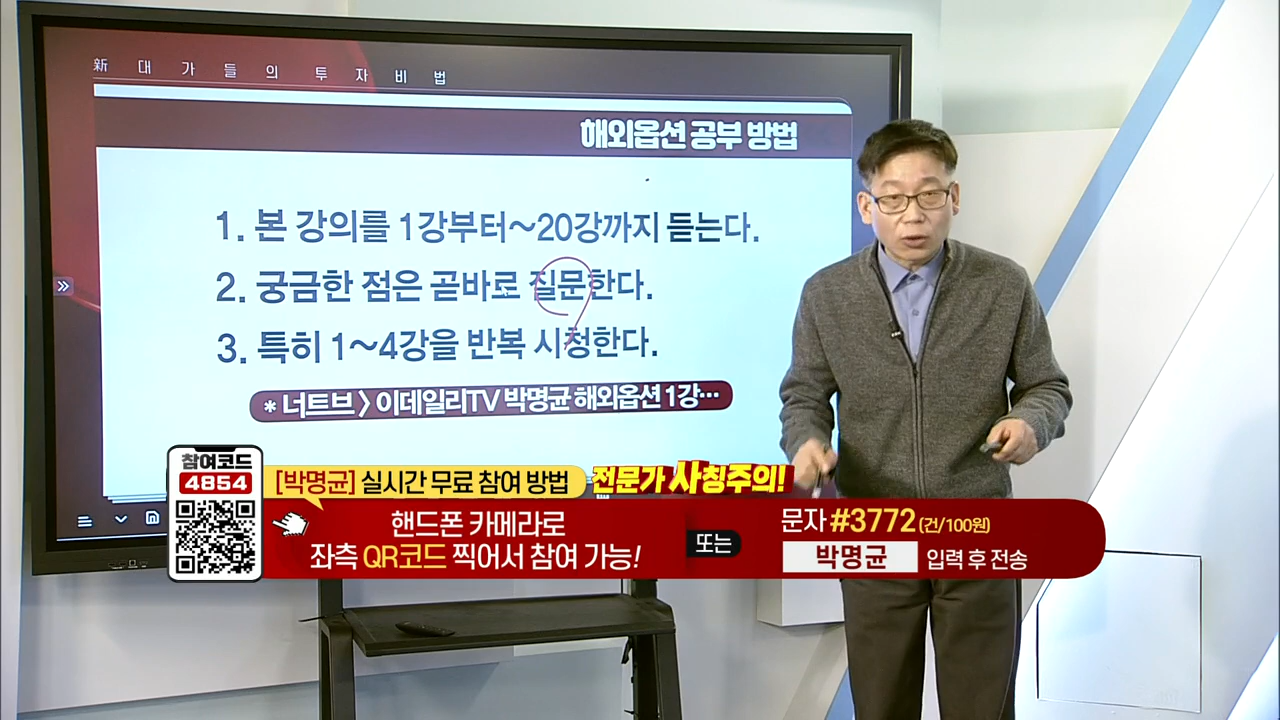 新 대 가 들 의 투 자 비 법
해외옵션 공부 방법
1. 본 강의를 1강부터~20강까지 듣는다.
2. 궁금한 점은 곧바로 질문한다.
3. 특히 1~4강을 반복 시청한다.
* 너트브 > 이데일리TV 박명균 해외옵션 1강…
참여코드
4854
[박명균] 실시간 무료 참여 방법
전문가 사칭주의!
핸드폰 카메라로
좌측 QR코드 찍어서 참여 가능!
또는
문자 #3772 (건/100원)
박명균 입력 후 전송